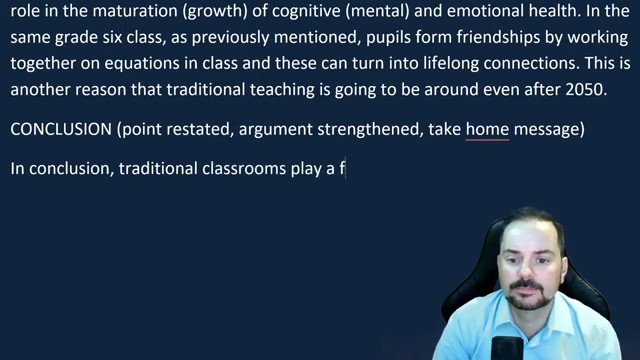 role in the maturation (growth) of cognitive (mental) and emotional health. In the
same grade six class, as previously mentioned, pupils form friendships by working
together on equations in class and these can turn into lifelong connections. This is
another reason that traditional teaching is going to be around even after 2050.
CONCLUSION (point restated, argument strengthened, take home message)
In conclusion, traditional classrooms play a f